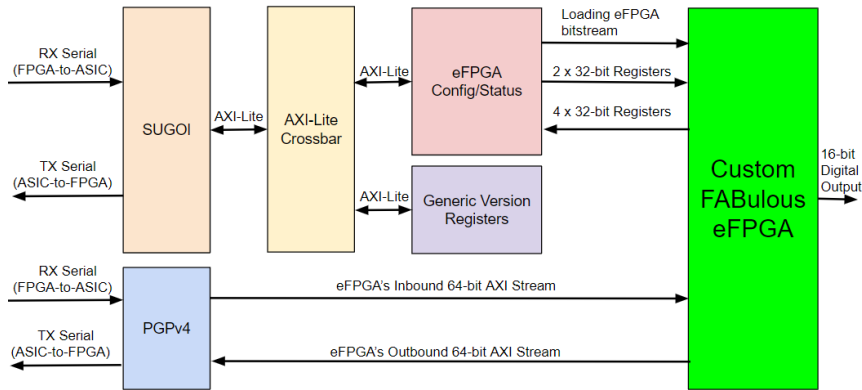 RX Serial
(FPGA-to-ASIC)
TX Serial
(ASIC-to-FPGA)
SUGOI
AXI-Lite
AXI-Lite
Crossbar
AXI-Lite
eFPGA
Config/Status
Loading eFPGA
bitstream
2 x 32-bit Registers
4 x 32-bit Registers
AXI-Lite
Generic Version
Registers
Custom
FABulous
eFPGA
16-bit
Digital
Output
RX Serial
(FPGA-to-ASIC)
TX Serial
(ASIC-to-FPGA)
PGPv4
eFPGA's Inbound 64-bit AXI Stream
eFPGA's Outbound 64-bit AXI Stream